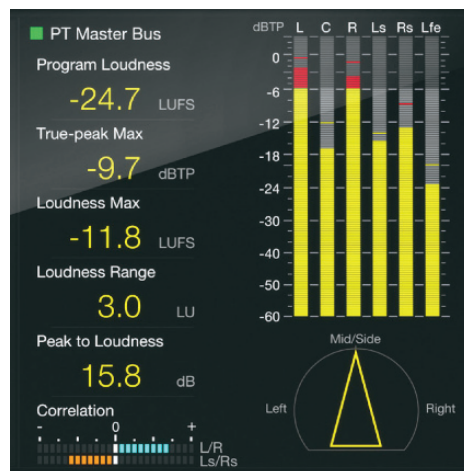 PT Master Bus
Program Loudness
-24.7 LUFS
True-peak Max
-9.7 dBTP
Loudness Max
-11.8 LUFS
Loudness Range
3.0 LU
Peak to Loudness
15.8 dB
Correlation
- 0 +
L/R
Ls/Rs
dBTP L C R Ls Rs Lfe
0
-6
-12
-18
-24
-30
-40
-50
-60
Mid/Side
Left Right